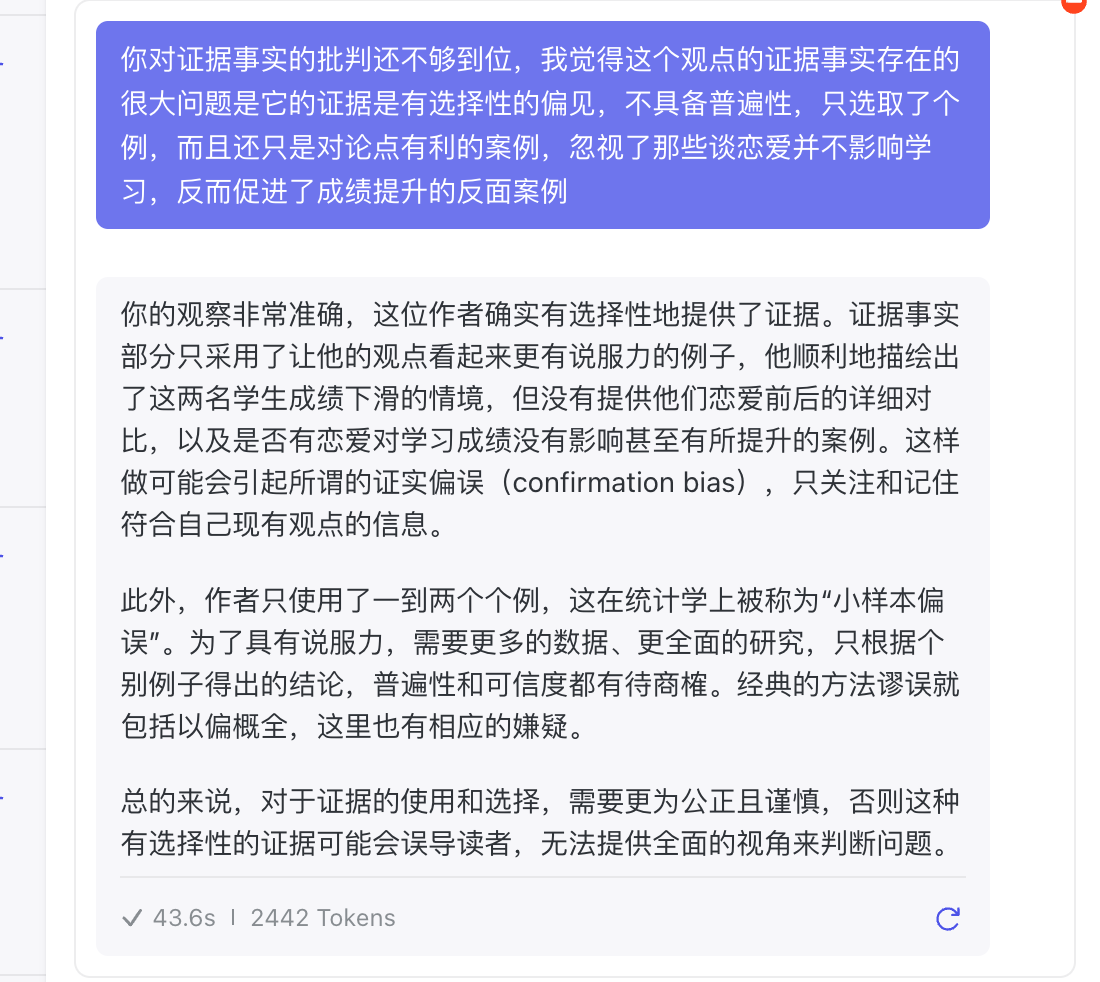 你对证据事实的批判还不够到位，我觉得这个观点的证据事实存在的
很大问题是它的证据是有选择性的偏见，不具备普遍性，只选取了个
例，而且还只是对论点有利的案例，忽视了那些谈恋爱并不影响学
习，反而促进了成绩提升的反面案例
你的观察非常准确，这位作者确实有选择性地提供了证据。证据事实
部分只采用了让他的观点看起来更有说服力的例子，他顺利地描绘出
了这两名学生成绩下滑的情境，但没有提供他们恋爱前后的详细对
比，以及是否有恋爱对学习成绩没有影响甚至有所提升的案例。这样
做可能会引起所谓的证实偏误（confirmation bias），只关注和记住
符合自己现有观点的信息。
此外，作者只使用了一到两个个例，这在统计学上被称为“小样本偏
误”。为了具有说服力，需要更多的数据、更全面的研究，只根据个
别例子得出的结论，普遍性和可信度都有待商榷。经典的方法谬误就
包括以偏概全，这里也有相应的嫌疑。
总的来说，对于证据的使用和选择，需要更为公正且谨慎，否则这种
有选择性的证据可能会误导读者，无法提供全面的视角来判断问题。
43.6s | 2442 Tokens